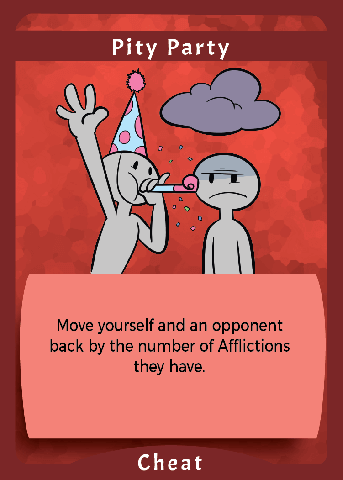 Pity Party
Move yourself and an opponent
back by the number of Afflictions
they have.
Cheat